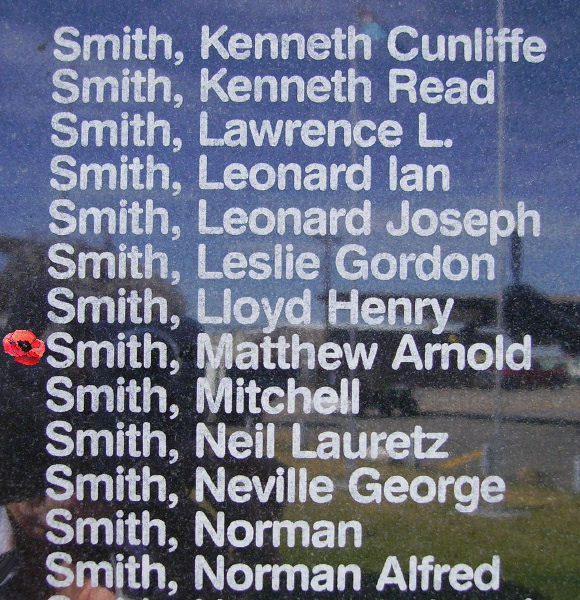 Smith, Kenneth Cunliffe
Smith, Kenneth Read
Smith, Lawrence L.
Smith, Leonard Ian
Smith, Leonard Joseph
Smith, Leslie Gordon
Smith, Lloyd Henry
Smith, Matthew Arnold
Smith, Mitchell
Smith, Neil Lauretz
Smith, Neville George
Smith, Norman
Smith, Norman Alfred